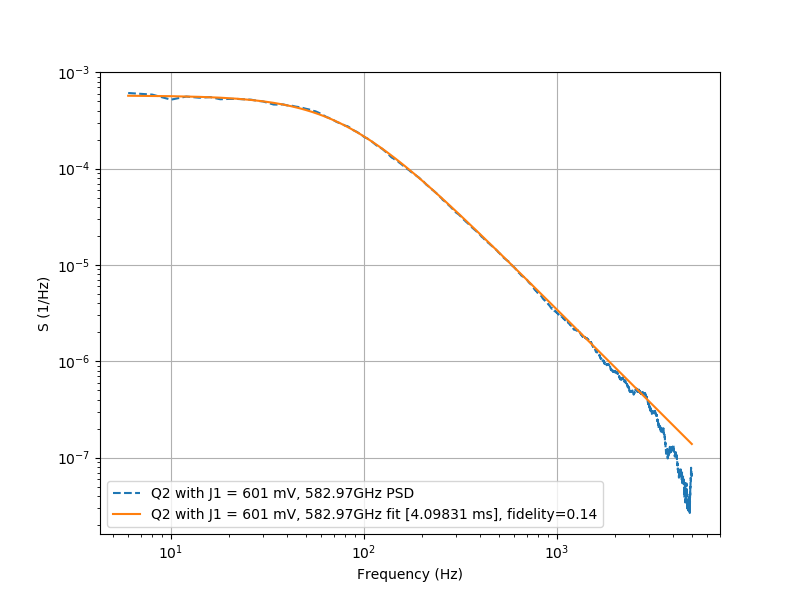 10⁻³
10⁻⁴
10⁻⁵
10⁻⁶
10⁻⁷
S (1/Hz)
Q2 with J1 = 601 mV, 582.97GHz PSD
Q2 with J1 = 601 mV, 582.97GHz fit [4.09831 ms], fidelity=0.14
10¹ 10² 10³
Frequency (Hz)